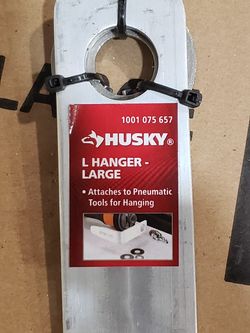 1001 075 657
HUSKY®
L HANGER -
LARGE
• Attaches to Pneumatic
Tools for Hanging